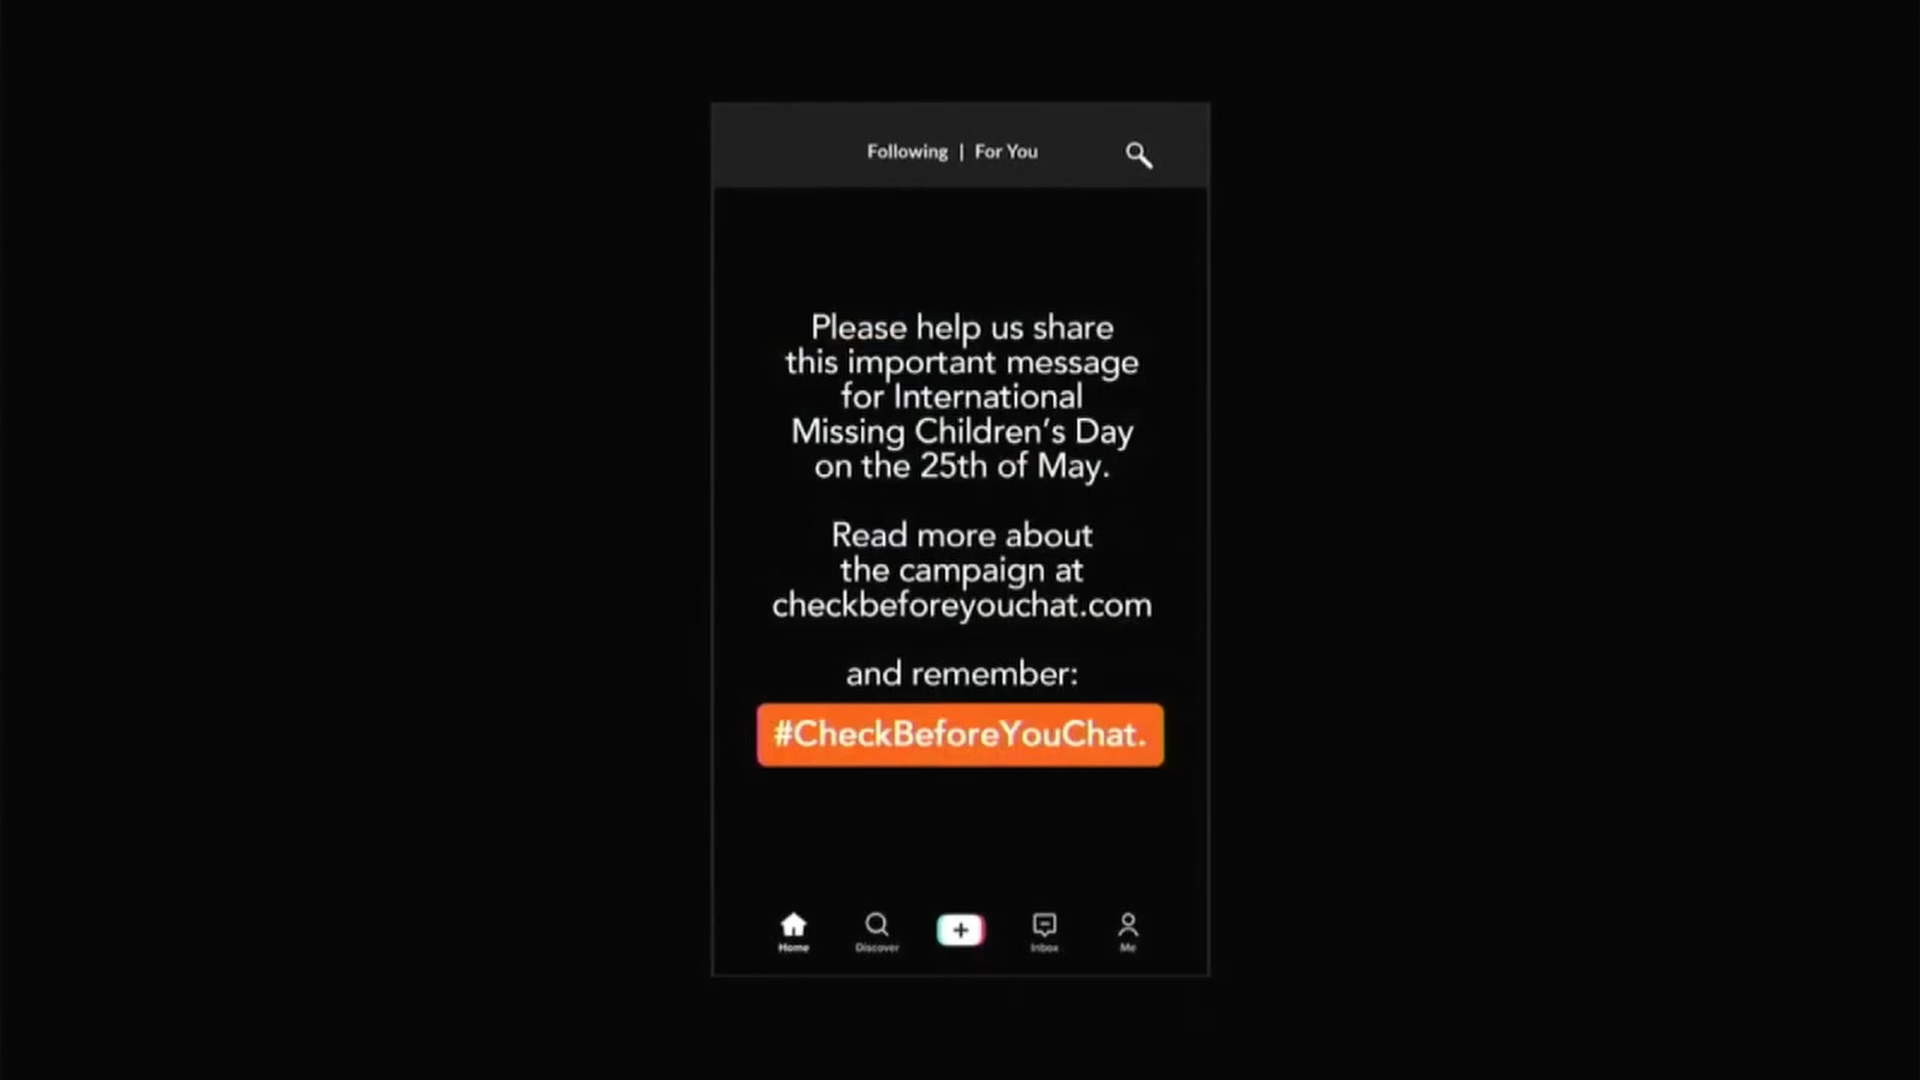 Following | For You
Please help us share
this important message
for International
Missing Children’s Day
on the 25th of May.
Read more about
the campaign at
checkbeforeyouchat.com
and remember:
#CheckBeforeYouChat.
Home
Discover
Inbox
Me